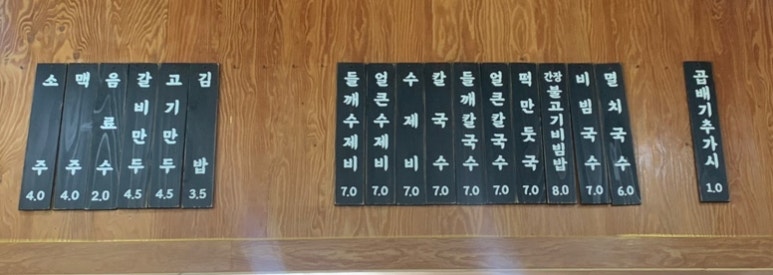 소주 4.0
맥주 4.0
음료수 2.0
갈비만두 4.5
고기만두 4.5
김밥 3.5
들깨수제비 7.0
얼큰수제비 7.0
수제비 7.0
칼국수 7.0
들깨칼국수 7.0
얼큰칼국수 7.0
떡만둣국 7.0
간장불고기비빔밥 8.0
비빔국수 7.0
멸치국수 6.0
곱배기추가시 1.0